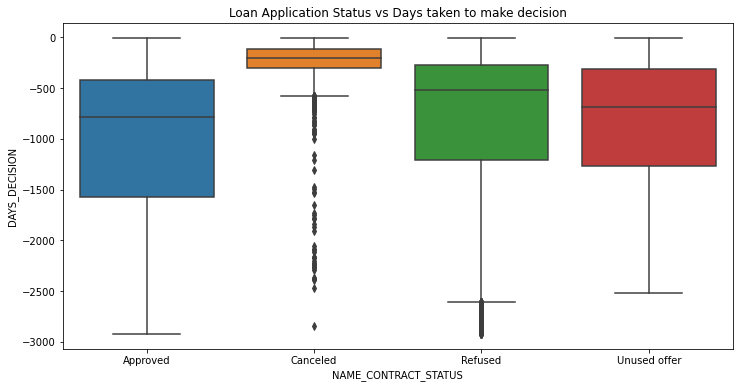 Loan Application Status vs Days taken to make decision
0
−500
−1000
−1500
−2000
−2500
−3000
DAYS_DECISION
Approved
Canceled
Refused
Unused offer
NAME_CONTRACT_STATUS